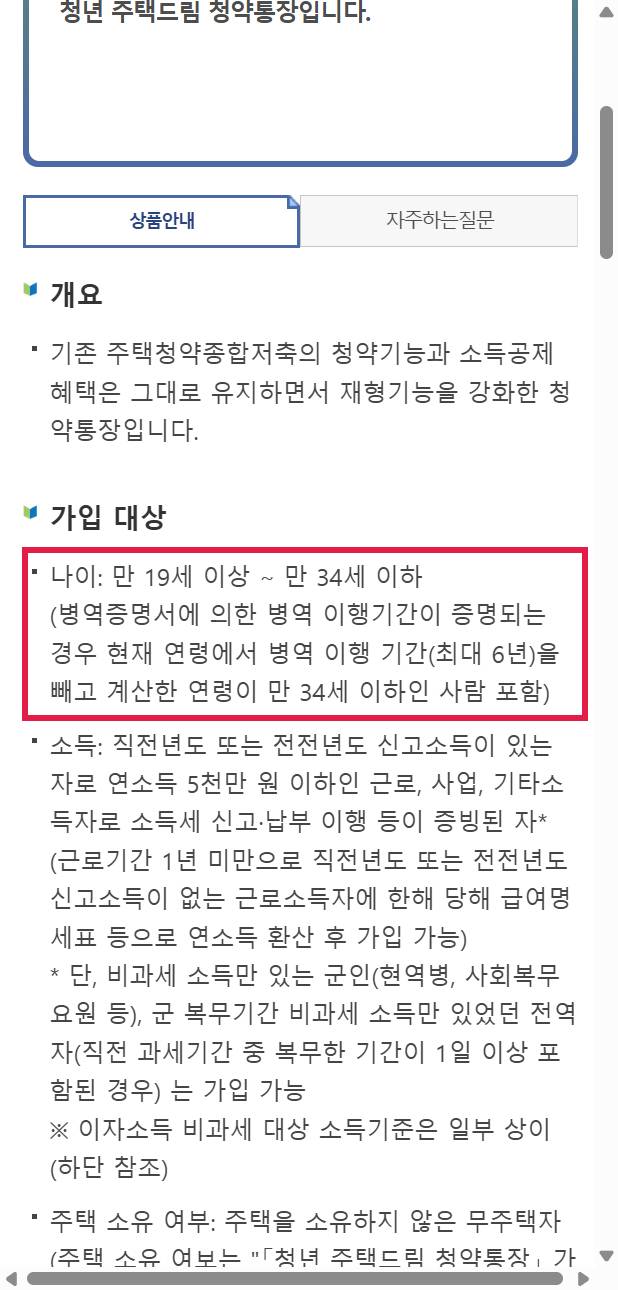 청년 주택드림 청약통장입니다.
상품안내
자주하는질문
개요
기존 주택청약종합저축의 청약기능과 소득공제
혜택은 그대로 유지하면서 재형기능을 강화한 청
약통장입니다.
가입 대상
나이: 만 19세 이상 ~ 만 34세 이하
(병역증명서에 의한 병역 이행기간이 증명되는
경우 현재 연령에서 병역 이행 기간(최대 6년)을
빼고 계산한 연령이 만 34세 이하인 사람 포함)
소득: 직전년도 또는 전전년도 신고소득이 있는
자로 연소득 5천만 원 이하인 근로, 사업, 기타소
득자로 소득세 신고·납부 이행 등이 증빙된 자*
(근로기간 1년 미만으로 직전년도 또는 전전년도
신고소득이 없는 근로소득자에 한해 당해 급여명
세표 등으로 연소득 환산 후 가입 가능)
* 단, 비과세 소득만 있는 군인(현역병, 사회복무
요원 등), 군 복무기간 비과세 소득만 있었던 전역
자(직전 과세기간 중 복무한 기간이 1일 이상 포
함된 경우) 는 가입 가능
※ 이자소득 비과세 대상 소득기준은 일부 상이
(하단 참조)
주택 소유 여부: 주택을 소유하지 않은 무주택자
(주택 소유 여보는 "「청년 주택드림 청약통장」 가